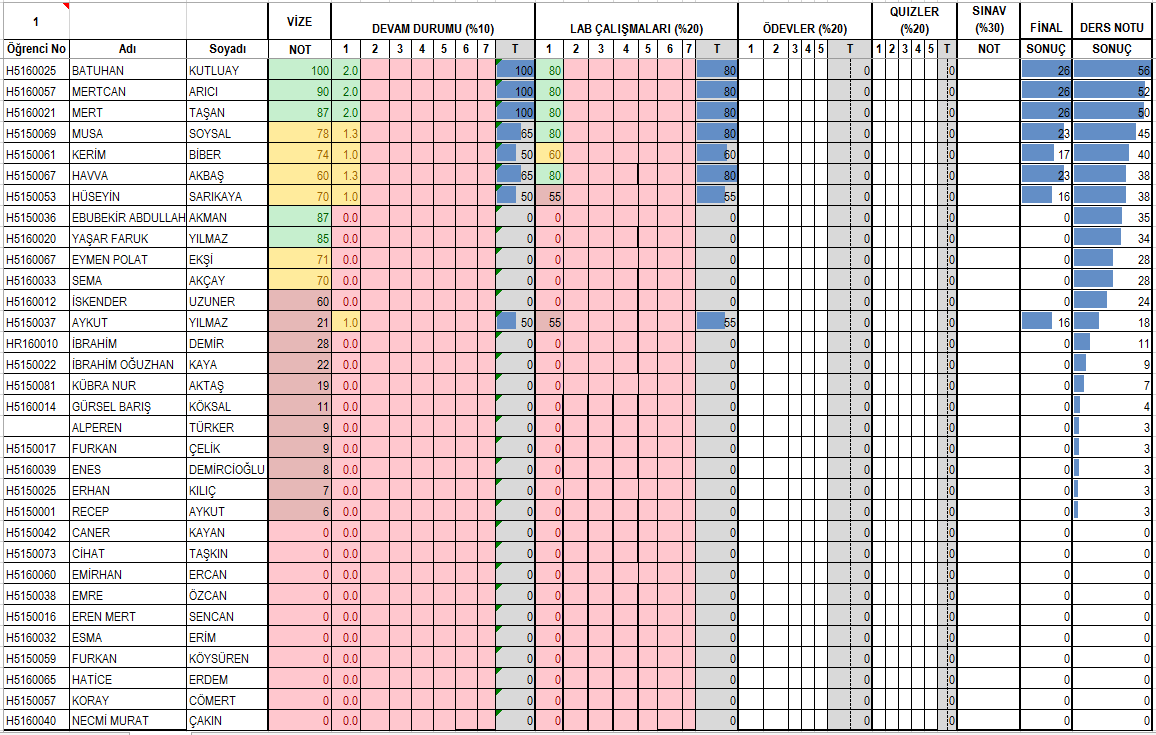 1 VİZE DEVAM DURUMU (%10) LAB ÇALIŞMALARI (%20) ÖDEVLER (%20) QUIZLER (%20) SINAV (%30) FİNAL DERS NOTU
Öğrenci No Adı Soyadı NOT 1 2 3 4 5 6 7 T 1 2 3 4 5 6 7 T 1 2 3 4 5 T 1 2 3 4 5 T NOT SONUÇ SONUÇ
H5160025 BATUHAN KUTLUAY 100 2.0 100 80 80 0 0 26 56
H5160057 MERTCAN ARICI 90 2.0 100 80 80 0 0 26 52
H5160021 MERT TAŞAN 87 2.0 100 80 80 0 0 26 50
H5150069 MUSA SOYSAL 78 1.3 65 80 80 0 0 23 45
H5150061 KERİM BİBER 74 1.0 50 60 60 0 0 17 40
H5150067 HAVVA AKBAŞ 60 1.3 65 80 80 0 0 23 38
H5150053 HÜSEYİN SARIKAYA 70 1.0 50 55 55 0 0 16 38
H5150036 EBUBEKİR ABDULLAH AKMAN 87 0.0 0 0 0 0 0 0 35
H5160020 YAŞAR FARUK YILMAZ 85 0.0 0 0 0 0 0 0 34
H5160067 EYMEN POLAT EKŞİ 71 0.0 0 0 0 0 0 0 28
H5160033 SEMA AKÇAY 70 0.0 0 0 0 0 0 0 28
H5160012 İSKENDER UZUNER 60 0.0 0 0 0 0 0 0 24
H5150037 AYKUT YILMAZ 21 1.0 50 55 55 0 0 16 18
HR160010 İBRAHİM DEMİR 28 0.0 0 0 0 0 0 0 11
H5150022 İBRAHİM OĞUZHAN KAYA 22 0.0 0 0 0 0 0 0 9
H5150081 KÜBRA NUR AKTAŞ 19 0.0 0 0 0 0 0 0 7
H5160014 GÜRSEL BARIŞ KÖKSAL 11 0.0 0 0 0 0 0 0 4
ALPEREN TÜRKER 9 0.0 0 0 0 0 0 0 3
H5150017 FURKAN ÇELİK 9 0.0 0 0 0 0 0 0 3
H5160039 ENES DEMİRCİOĞLU 8 0.0 0 0 0 0 0 0 3
H5150025 ERHAN KILIÇ 7 0.0 0 0 0 0 0 0 3
H5150001 RECEP AYKUT 6 0.0 0 0 0 0 0 0 3
H5150042 CANER KAYAN 0 0.0 0 0 0 0 0 0 0
H5150073 CİHAT TAŞKIN 0 0.0 0 0 0 0 0 0 0
H5160060 EMİRHAN ERCAN 0 0.0 0 0 0 0 0 0 0
H5150038 EMRE ÖZCAN 0 0.0 0 0 0 0 0 0 0
H5150016 EREN MERT SENCAN 0 0.0 0 0 0 0 0 0 0
H5160032 ESMA ERİM 0 0.0 0 0 0 0 0 0 0
H5150059 FURKAN KÖYSÜREN 0 0.0 0 0 0 0 0 0 0
H5160065 HATİCE ERDEM 0 0.0 0 0 0 0 0 0 0
H5150057 KORAY CÖMERT 0 0.0 0 0 0 0 0 0 0
H5160040 NECMİ MURAT ÇAKIN 0 0.0 0 0 0 0 0 0 0